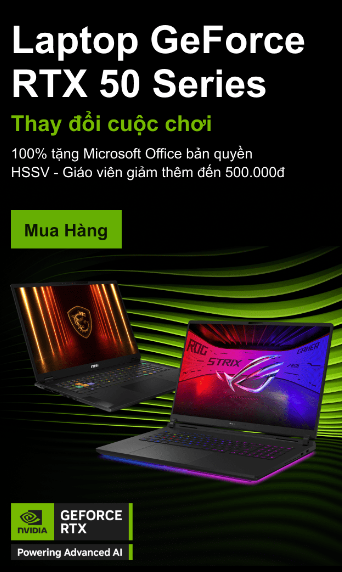 Laptop GeForce
RTX 50 Series
Thay đổi cuộc chơi
100% tặng Microsoft Office bản quyền
HSSV - Giáo viên giảm thêm đến 500.000đ
Mua Hàng
ROG
STRIX
msi
NVIDIA
GEFORCE
RTX
Powering Advanced AI